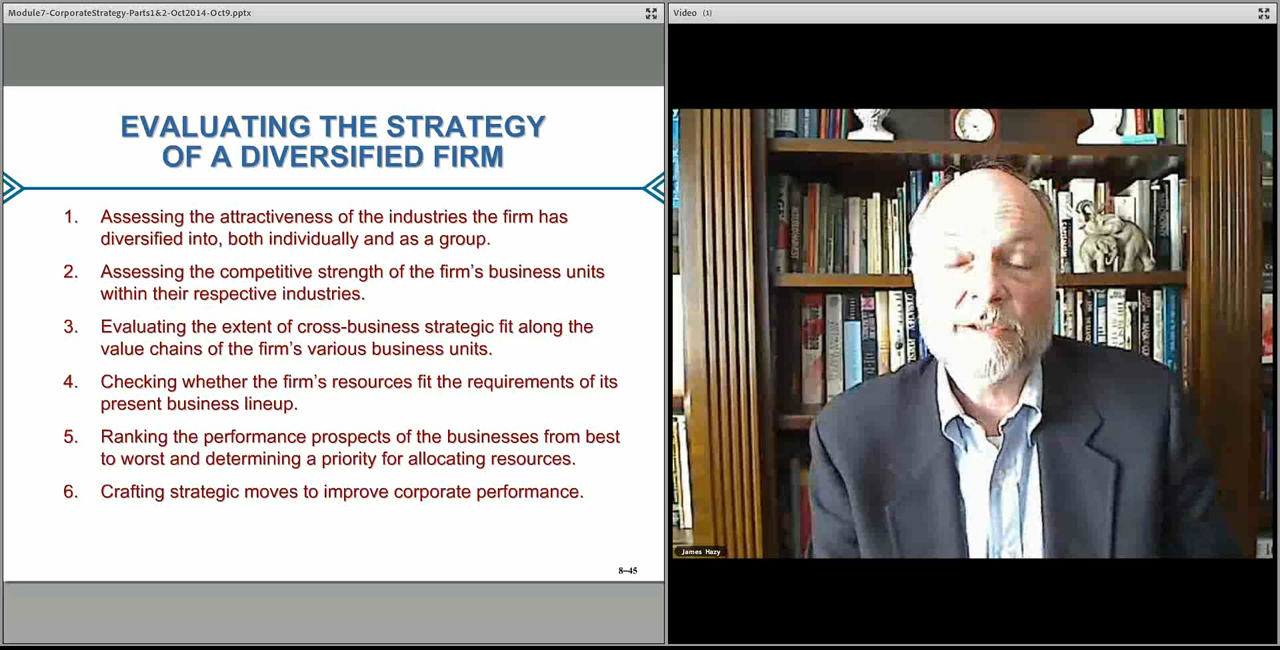 Module7-CorporateStrategy-Parts1&2-Oct2014-Oct9.pptx
Video (1)
EVALUATING THE STRATEGY
OF A DIVERSIFIED FIRM
1. Assessing the attractiveness of the industries the firm has
diversified into, both individually and as a group.
2. Assessing the competitive strength of the firm's business units
within their respective industries.
3. Evaluating the extent of cross-business strategic fit along the
value chains of the firm's various business units.
4. Checking whether the firm's resources fit the requirements of its
present business lineup.
5. Ranking the performance prospects of the businesses from best
to worst and determining a priority for allocating resources.
6. Crafting strategic moves to improve corporate performance.
8–45
James Hazy